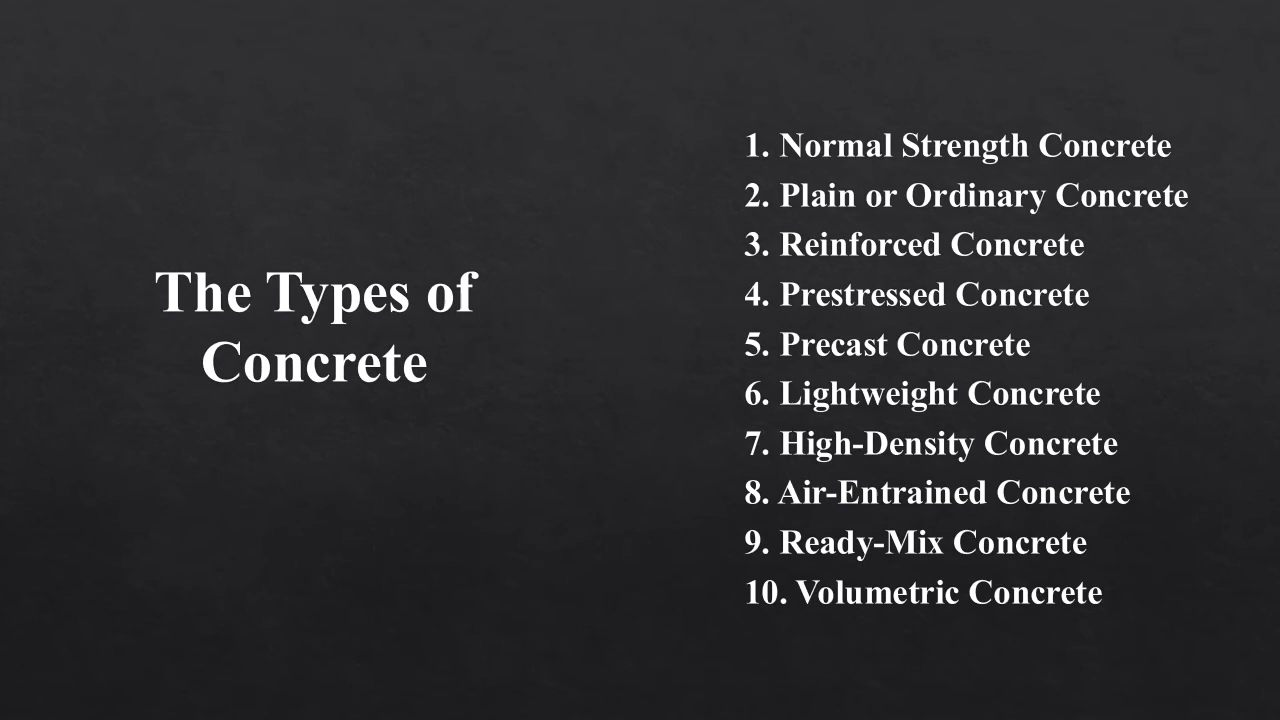 The Types of
Concrete
1. Normal Strength Concrete
2. Plain or Ordinary Concrete
3. Reinforced Concrete
4. Prestressed Concrete
5. Precast Concrete
6. Lightweight Concrete
7. High-Density Concrete
8. Air-Entrained Concrete
9. Ready-Mix Concrete
10. Volumetric Concrete